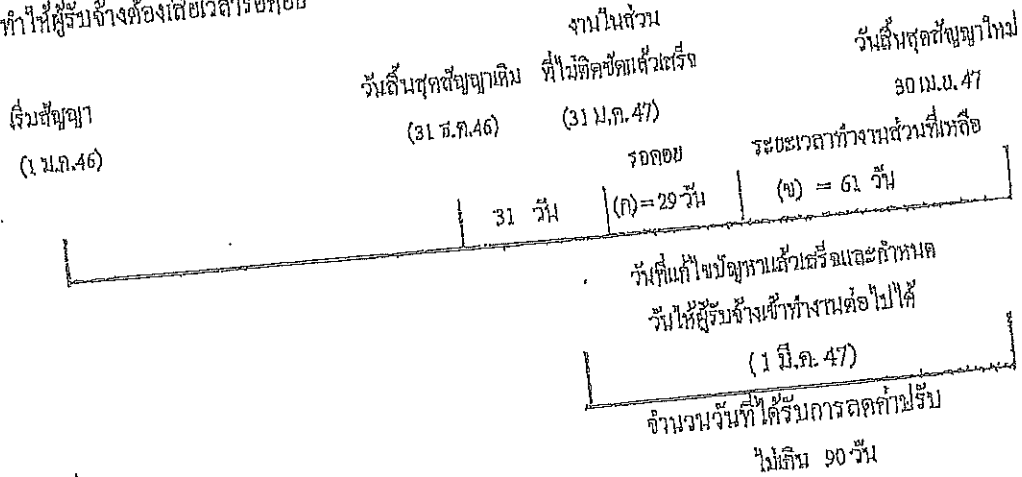 ทำให้ผู้รับจ้างต้องเสียเวลารอคอย
งานในส่วน
วันสิ้นสุดสัญญาเดิม ที่ไม่ติดขัดแล้วเสร็จ วันสิ้นสุดสัญญาใหม่
เริ่มสัญญา (31 ธ.ค.46) (31 ม.ค.47) 30 เม.ย. 47
(1 ม.ค.46) รอคอย ระยะเวลาทำงานส่วนที่เหลือ
31 วัน (ก)=29 วัน (ข) = 61 วัน
วันที่แก้ไขปัญหาแล้วเสร็จและกำหนด
วันให้ผู้รับจ้างเข้าทำงานต่อไปได้
(1 มี.ค. 47)
จำนวนวันที่ได้รับการลดค่าปรับ
ไม่เกิน 90 วัน